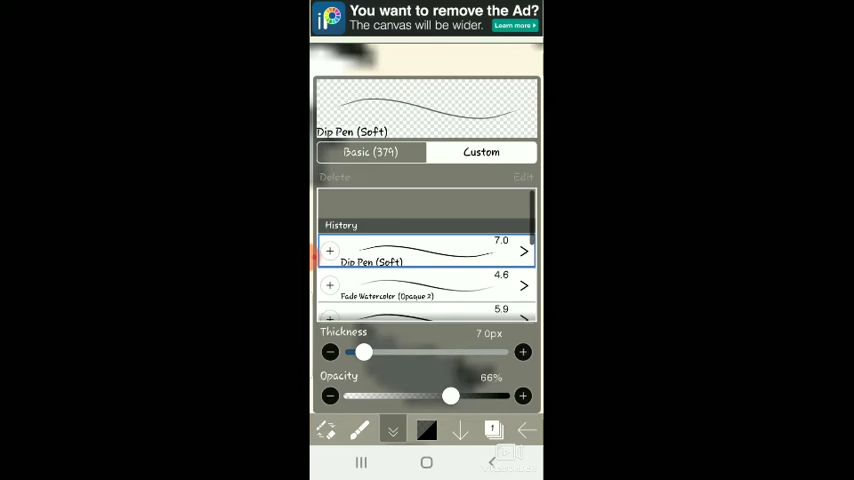 You want to remove the Ad?
The canvas will be wider.
Learn more
Dip Pen (Soft)
Basic (379)
Custom
Delete
Edit
History
7.0
Dip Pen (Soft)
4.6
Fade Watercolor (Opaque 2)
5.9
Thickness
7.0px
Opacity
66%
1